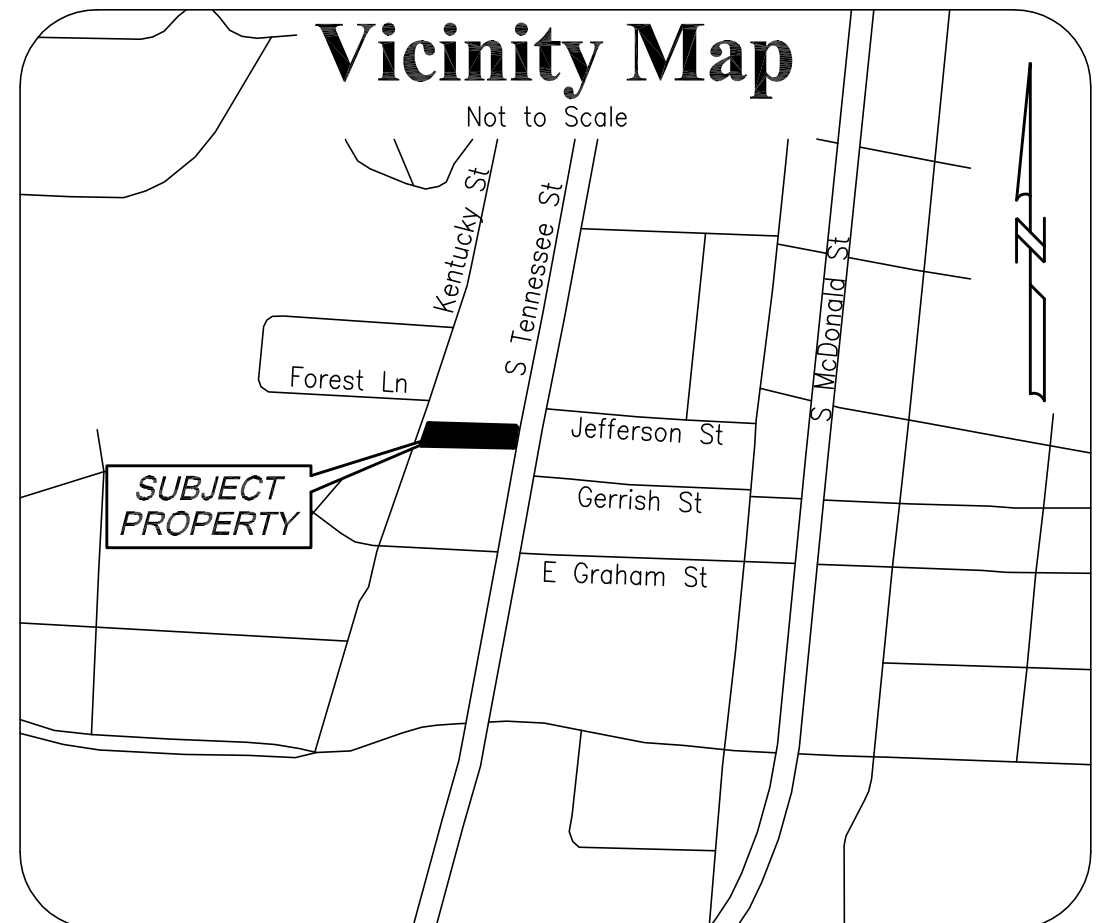 Vicinity Map
Not to Scale
Kentucky St
S Tennessee St
S McDonald St
N
Forest Ln
Jefferson St
SUBJECT
PROPERTY
Gerrish St
E Graham St